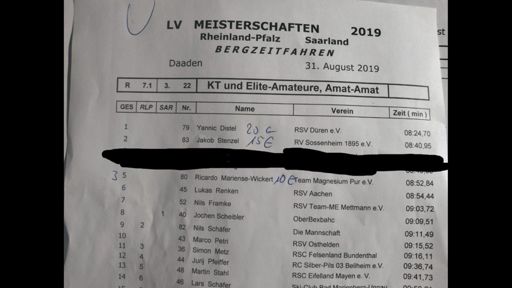 LV MEISTERSCHAFTEN 2019
Rheinland-Pfalz Saarland
BERGZEITFAHREN
Daaden 31. August 2019
R 7.1 3. 22 KT und Elite-Amateure, Amat-Amat
GES RLP SAR Nr. Name Verein Zeit ( min )
1 79 Yannic Distel 20 € RSV Düren e.V. 08:24,70
2 83 Jakob Stenzel 15 € RV Sossenheim 1895 e.V. 08:40,95
3 5 80 Ricardo Mariense-Wickert 10 € Team Magnesium Pur e.V. 08:52,84
6 45 Lukas Renken RSV Aachen 08:54,44
7 52 Nils Framke RSV Team-ME Mettmann e.V. 09:03,72
8 1 40 Jochen Scheibler OberBexbahc 09:09,51
9 2 82 Nils Schäfer Die Mannschaft 09:11,49
10 43 Marco Petri RSV Osthelden 09:15,52
11 3 36 Simon Metz RSC Felsenland Bundenthal 09:16,11
12 4 44 Jurij Pfeiffer RC Silber-Pils 03 Bellheim e.V. 09:36,74
13 5 48 Martin Stahl RSC Eifelland Mayen e.V. 09:41,73
14 6 46 Lars Schäfer